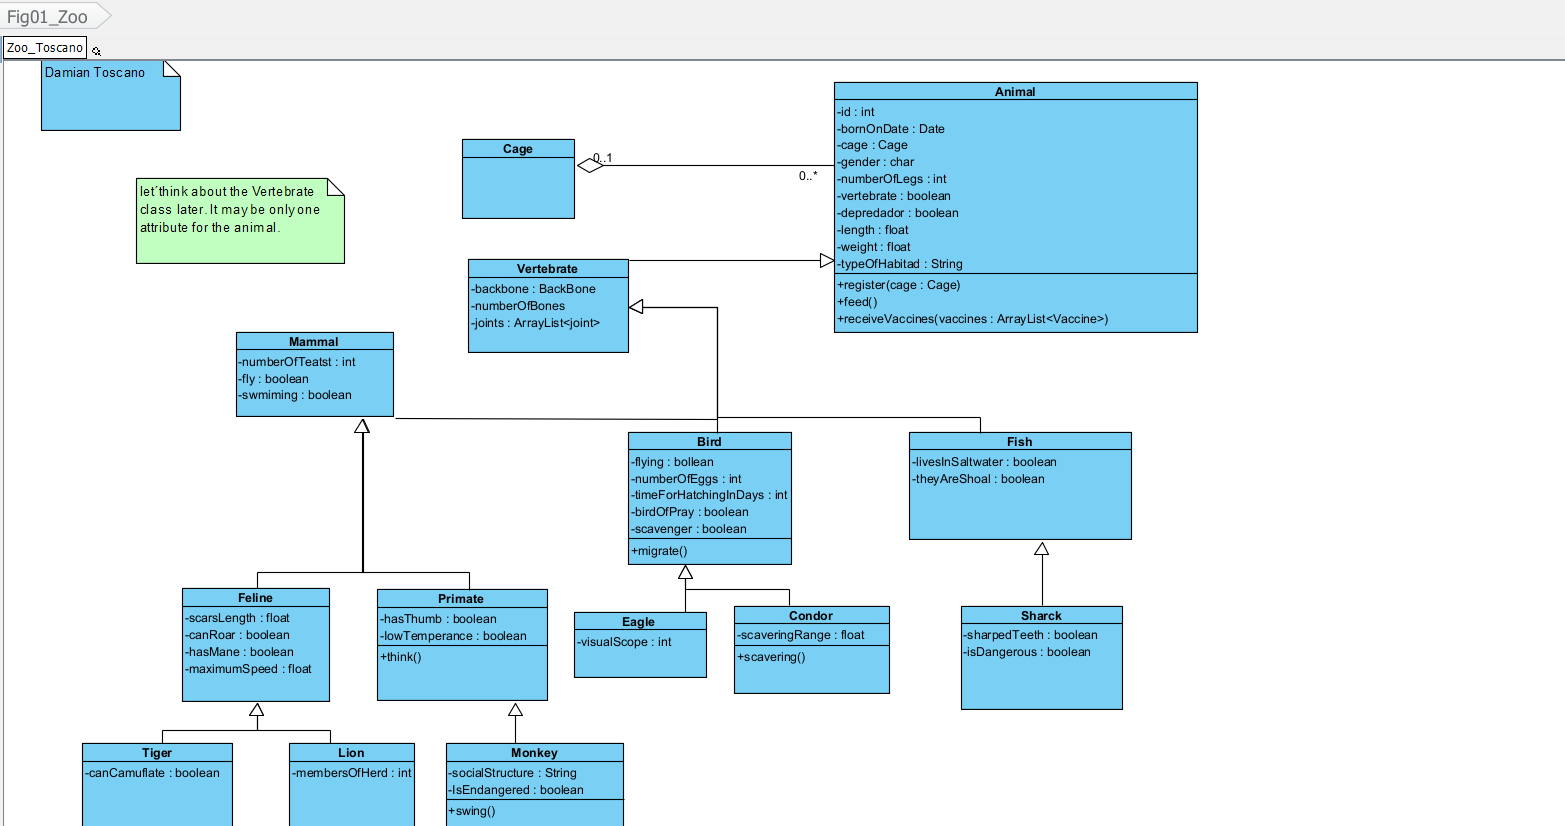 Fig01_Zoo
Zoo_Toscano
Damian Toscano
let´think about the Vertebrate
class later. It may be only one
attribute for the animal.
Cage
0..1
0..*
Animal
-id : int
-bornOnDate : Date
-cage : Cage
-gender : char
-numberOfLegs : int
-vertebrate : boolean
-depredador : boolean
-length : float
-weight : float
-typeOfHabitad : String
+register(cage : Cage)
+feed()
+receiveVaccines(vaccines : ArrayList<Vaccine>)
Vertebrate
-backbone : BackBone
-numberOfBones
-joints : ArrayList<joint>
Mammal
-numberOfTeatst : int
-fly : boolean
-swmiming : boolean
Bird
-flying : bollean
-numberOfEggs : int
-timeForHatchingInDays : int
-birdOfPray : boolean
-scavenger : boolean
+migrate()
Fish
-livesInSaltwater : boolean
-theyAreShoal : boolean
Feline
-scarsLength : float
-canRoar : boolean
-hasMane : boolean
-maximumSpeed : float
Primate
-hasThumb : boolean
-lowTemperance : boolean
+think()
Eagle
-visualScope : int
Condor
-scaveringRange : float
+scavering()
Sharck
-sharpedTeeth : boolean
-isDangerous : boolean
Tiger
-canCamuflate : boolean
Lion
-membersOfHerd : int
Monkey
-socialStructure : String
-IsEndangered : boolean
+swing()